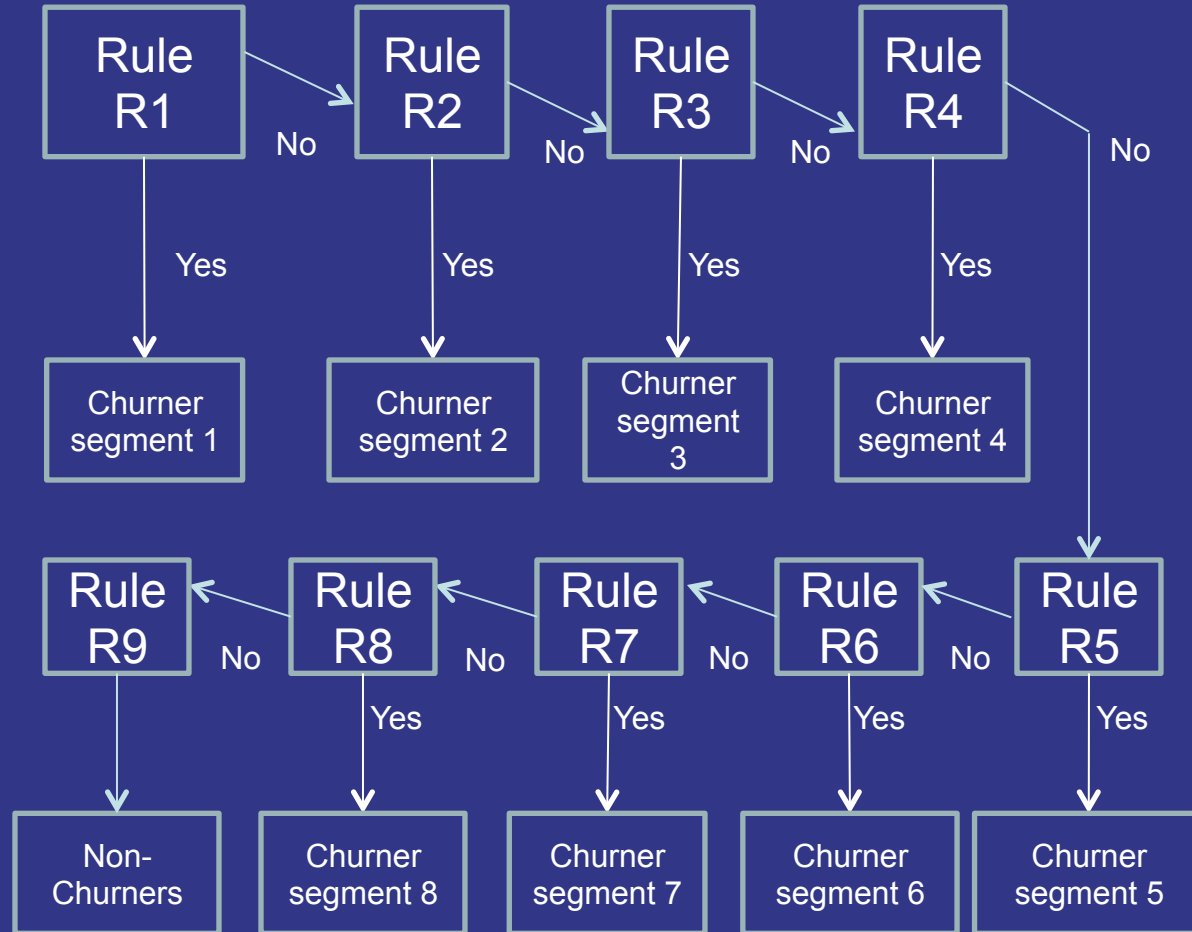 Rule
R1
Rule
R2
Rule
R3
Rule
R4
No
No
No
No
Yes
Yes
Yes
Yes
Churner
segment 1
Churner
segment 2
Churner
segment
3
Churner
segment 4
Rule
R9
Rule
R8
Rule
R7
Rule
R6
Rule
R5
No
No
No
No
Yes
Yes
Yes
Yes
Non-
Churners
Churner
segment 8
Churner
segment 7
Churner
segment 6
Churner
segment 5